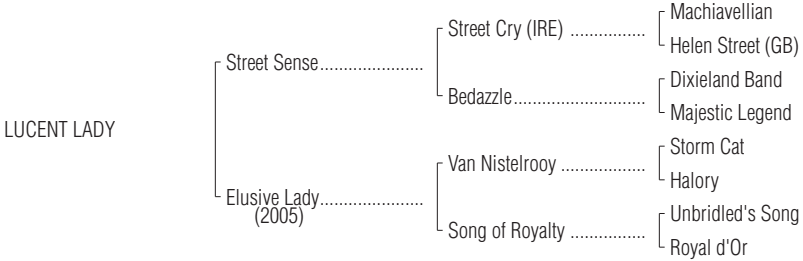 Machiavellian
Street Cry (IRE) ................
Helen Street (GB)
Street Sense......................
Dixieland Band
Bedazzle............................
Majestic Legend
LUCENT LADY
Storm Cat
Van Nistelrooy ..................
Halory
Elusive Lady......................
(2005)
Unbridled's Song
Song of Royalty ................
Royal d'Or